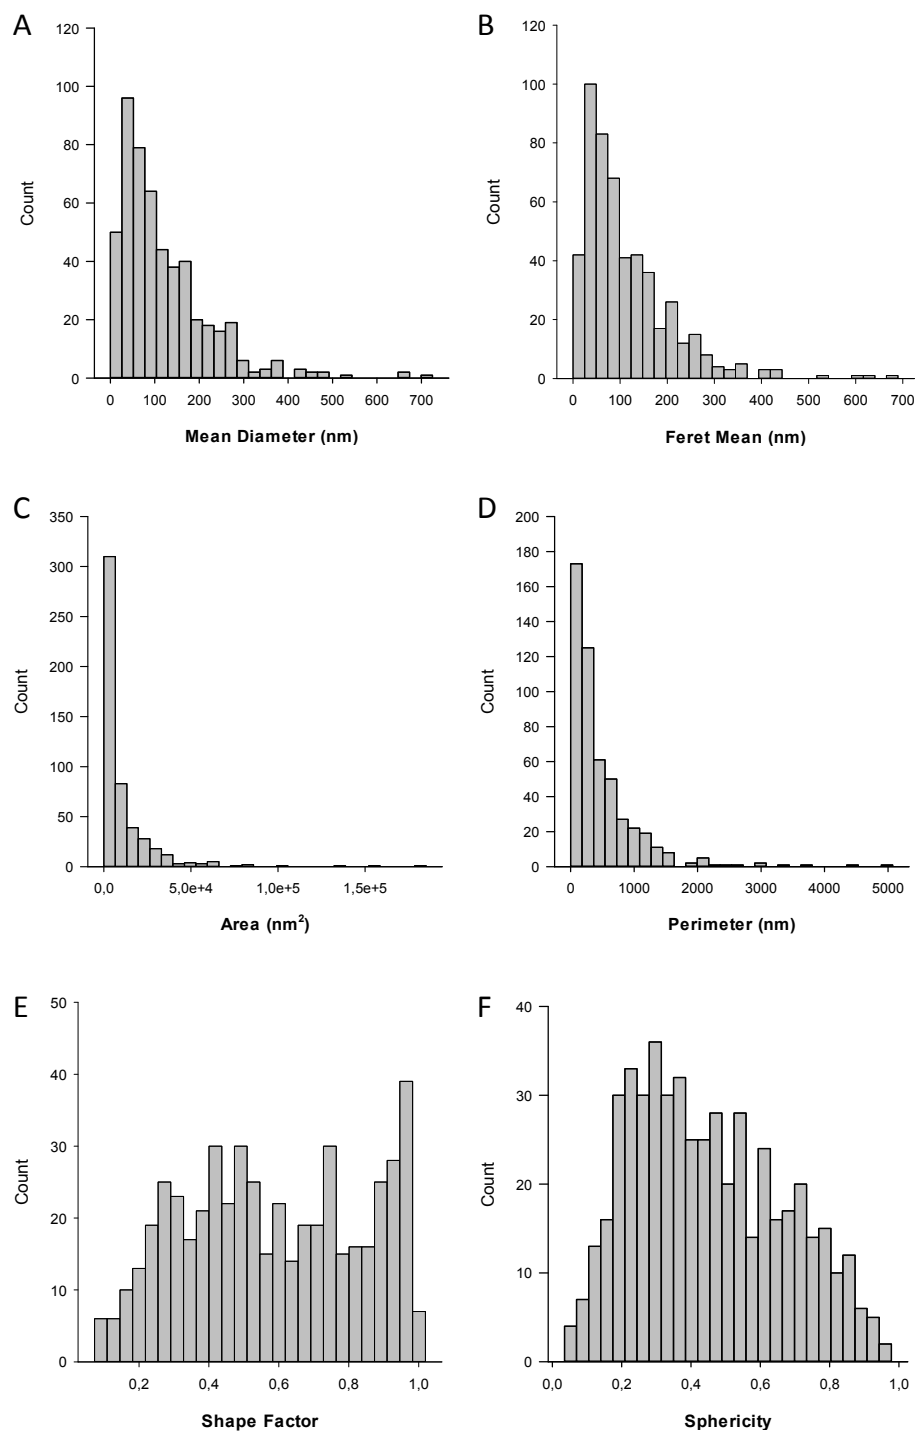 A
120
100
80
60
40
20
0
Count
0 100 200 300 400 500 600 700
Mean Diameter (nm)
B
120
100
80
60
40
20
0
Count
0 100 200 300 400 500 600 700
Feret Mean (nm)
C
350
300
250
200
150
100
50
0
Count
0,0 5,0e+4 1,0e+5 1,5e+5
Area (nm²)
D
200
180
160
140
120
100
80
60
40
20
0
Count
0 1000 2000 3000 4000 5000
Perimeter (nm)
E
50
40
30
20
10
0
Count
0,2 0,4 0,6 0,8 1,0
Shape Factor
F
40
30
20
10
0
Count
0,0 0,2 0,4 0,6 0,8 1,0
Sphericity